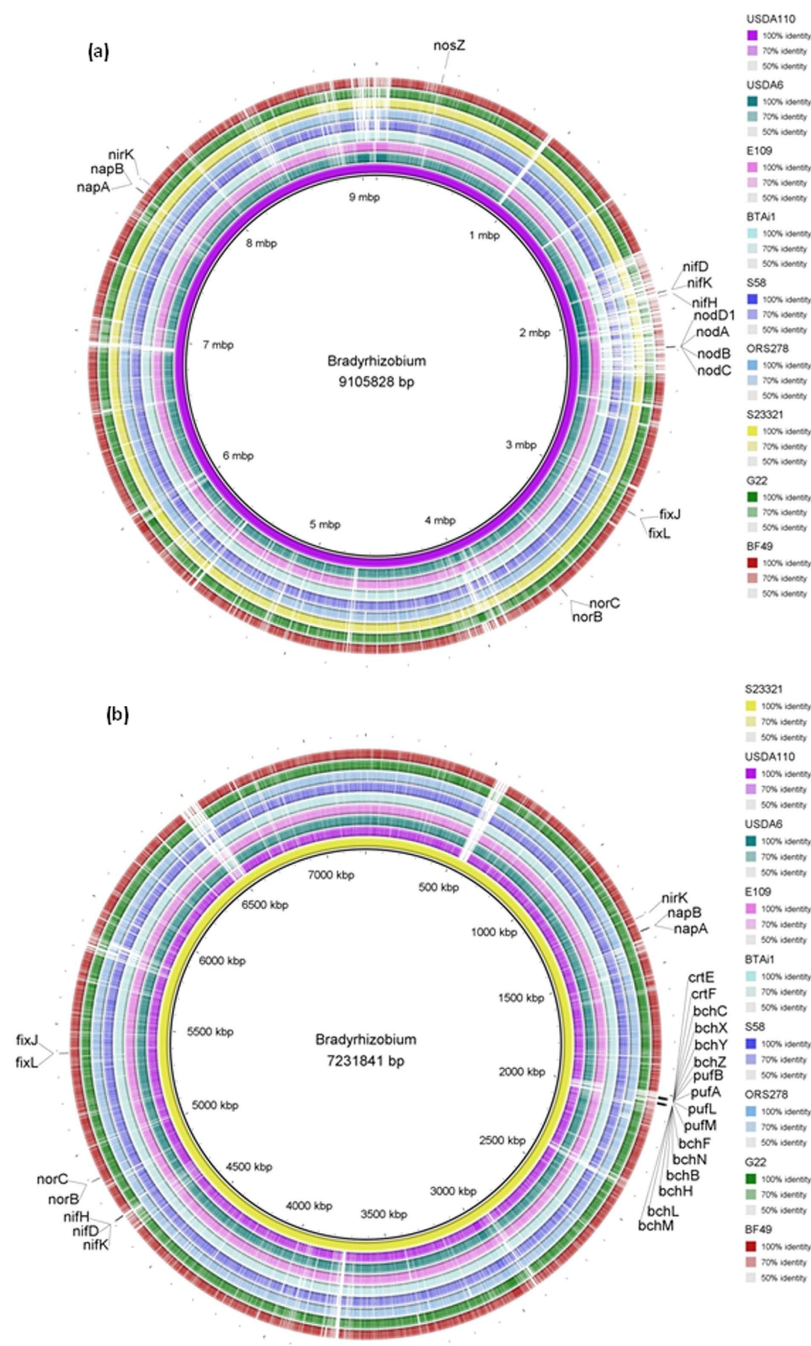 (a)
nosZ
nirK
napB
napA
9 mbp
8 mbp
1 mbp
7 mbp
2 mbp
6 mbp
3 mbp
5 mbp
4 mbp
Bradyrhizobium
9105828 bp
nifD
nifK
nifH
nodD1
nodA
nodB
nodC
fixJ
fixL
norC
norB
USDA110
100% identity
70% identity
50% identity
USDA6
100% identity
70% identity
50% identity
E109
100% identity
70% identity
50% identity
BTAi1
100% identity
70% identity
50% identity
S58
100% identity
70% identity
50% identity
ORS278
100% identity
70% identity
50% identity
S23321
100% identity
70% identity
50% identity
G22
100% identity
70% identity
50% identity
BF49
100% identity
70% identity
50% identity
(b)
7000 kbp
500 kbp
6500 kbp
1000 kbp
6000 kbp
1500 kbp
5500 kbp
2000 kbp
5000 kbp
2500 kbp
4500 kbp
3000 kbp
4000 kbp
3500 kbp
Bradyrhizobium
7231841 bp
nirK
napB
napA
crtE
crtF
bchC
bchX
bchY
bchZ
pufB
pufA
pufL
pufM
bchF
bchN
bchB
bchH
bchL
bchM
fixJ
fixL
norC
norB
nifH
nifD
nifK
S23321
100% identity
70% identity
50% identity
USDA110
100% identity
70% identity
50% identity
USDA6
100% identity
70% identity
50% identity
E109
100% identity
70% identity
50% identity
BTAi1
100% identity
70% identity
50% identity
S58
100% identity
70% identity
50% identity
ORS278
100% identity
70% identity
50% identity
G22
100% identity
70% identity
50% identity
BF49
100% identity
70% identity
50% identity